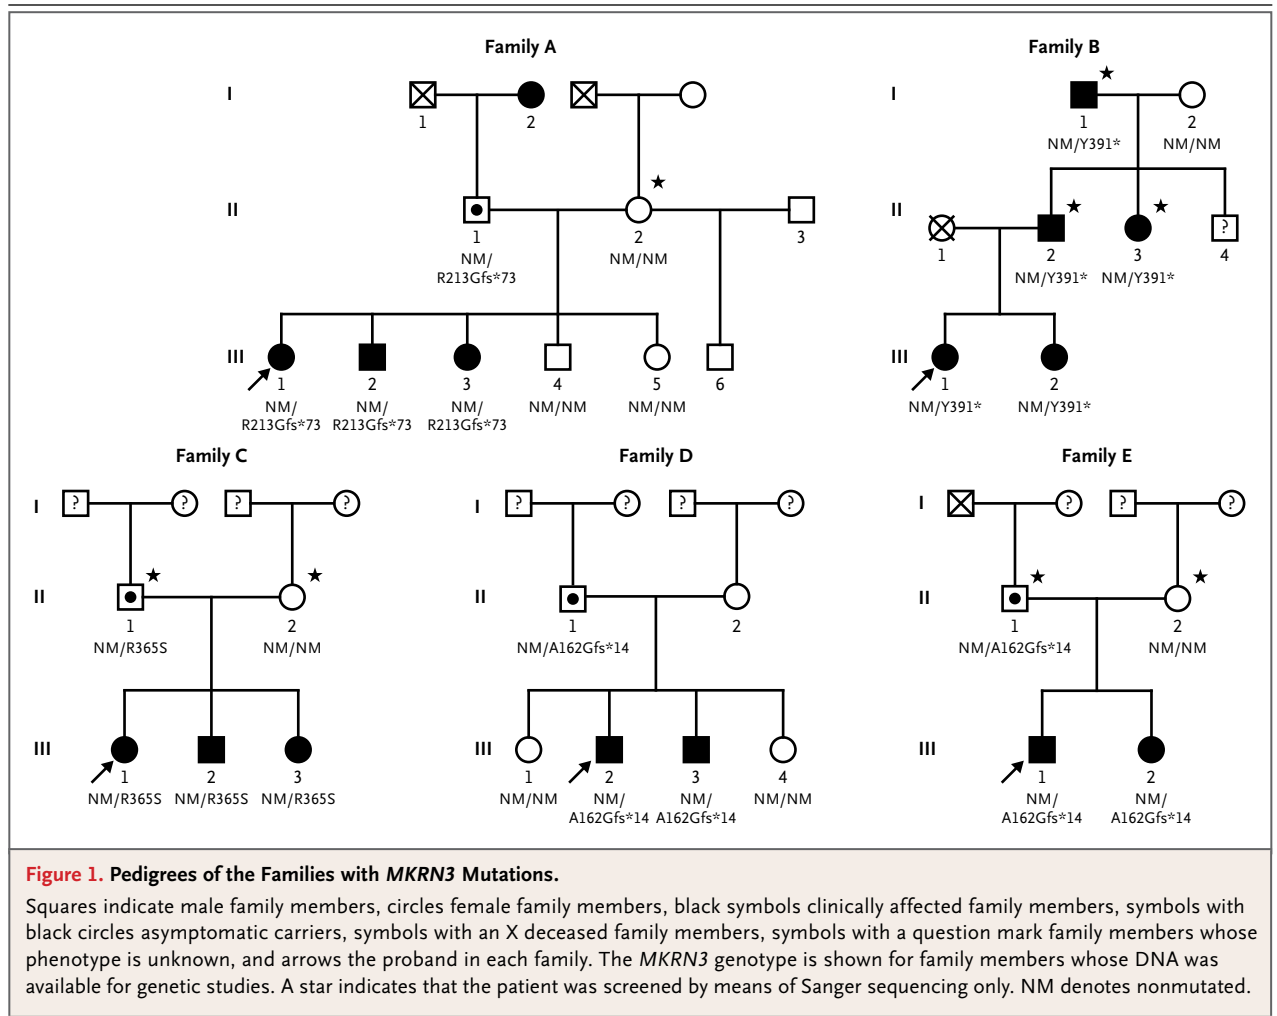 Family A
Family B
I
1
2
I
1
NM/Y391*
2
NM/NM
II
1
NM/
R213Gfs*73
2
NM/NM
3
II
1
2
NM/Y391*
3
NM/Y391*
?
4
III
1
NM/
R213Gfs*73
2
NM/
R213Gfs*73
3
NM/
R213Gfs*73
4
NM/NM
5
NM/NM
6
III
1
NM/Y391*
2
NM/Y391*
Family C
Family D
Family E
I
?
?
?
?
I
?
?
?
?
I
?
?
?
II
1
NM/R365S
2
NM/NM
II
1
NM/A162Gfs*14
2
II
1
NM/A162Gfs*14
2
NM/NM
III
1
NM/R365S
2
NM/R365S
3
NM/R365S
III
1
NM/NM
2
NM/
A162Gfs*14
3
NM/
A162Gfs*14
4
NM/NM
III
1
NM/
A162Gfs*14
2
NM/
A162Gfs*14
Figure 1. Pedigrees of the Families with MKRN3 Mutations.
Squares indicate male family members, circles female family members, black symbols clinically affected family members, symbols with
black circles asymptomatic carriers, symbols with an X deceased family members, symbols with a question mark family members whose
phenotype is unknown, and arrows the proband in each family. The MKRN3 genotype is shown for family members whose DNA was
available for genetic studies. A star indicates that the patient was screened by means of Sanger sequencing only. NM denotes nonmutated.